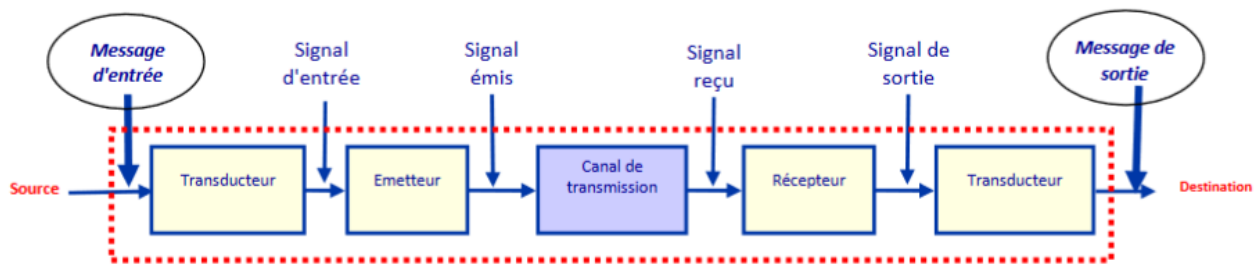 Message
d'entrée
Signal
d'entrée
Signal
émis
Signal
reçu
Signal de
sortie
Message de
sortie
Source
Transducteur
Emetteur
Canal de
transmission
Récepteur
Transducteur
Destination